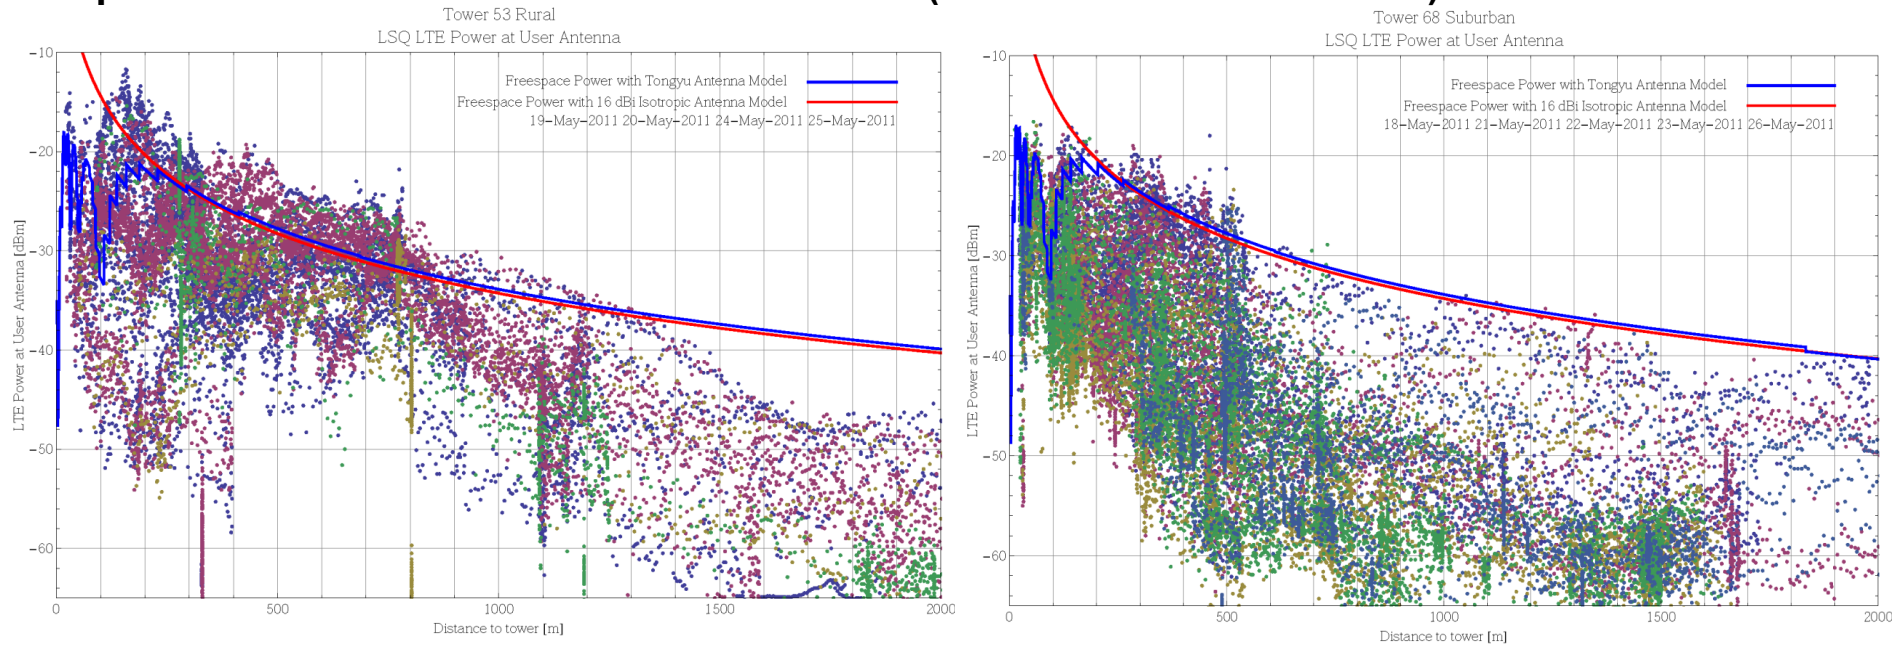 Tower 53 Rural
LSQ LTE Power at User Antenna
Freespace Power with Tongyu Antenna Model
Freespace Power with 16 dBi Isotropic Antenna Model
19-May-2011 20-May-2011 24-May-2011 25-May-2011
LTE Power at User Antenna [dBm]
-10
-20
-30
-40
-50
-60
0
500
1000
1500
2000
Distance to tower [m]
Tower 68 Suburban
LSQ LTE Power at User Antenna
Freespace Power with Tongyu Antenna Model
Freespace Power with 16 dBi Isotropic Antenna Model
18-May-2011 21-May-2011 22-May-2011 23-May-2011 26-May-2011
LTE Power at User Antenna [dBm]
-10
-20
-30
-40
-50
-60
0
500
1000
1500
2000
Distance to tower [m]